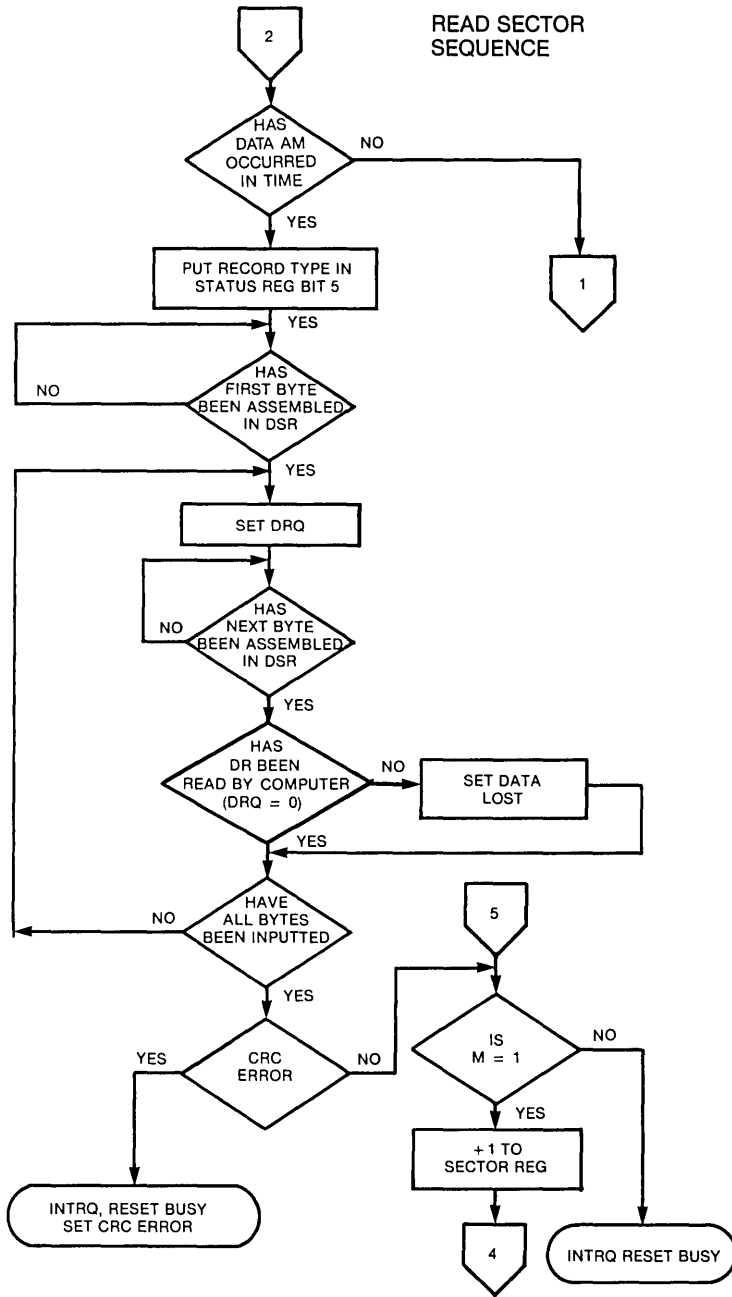 READ SECTOR
SEQUENCE
2
HAS
DATA AM
OCCURRED
IN TIME
NO
YES
1
PUT RECORD TYPE IN
STATUS REG BIT 5
YES
HAS
FIRST BYTE
BEEN ASSEMBLED
IN DSR
NO
YES
SET DRQ
HAS
NEXT BYTE
BEEN ASSEMBLED
IN DSR
NO
YES
HAS
DR BEEN
READ BY COMPUTER
(DRQ = 0)
NO
SET DATA
LOST
YES
HAVE
ALL BYTES
BEEN INPUTTED
NO
YES
5
CRC
ERROR
YES
NO
IS
M = 1
NO
YES
+1 TO
SECTOR REG
INTRQ, RESET BUSY
SET CRC ERROR
4
INTRQ RESET BUSY